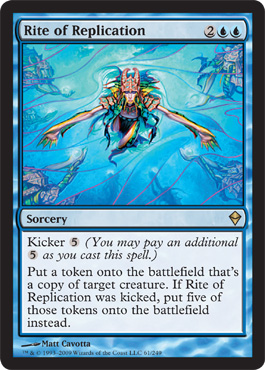 Rite of Replication 2
Sorcery
Kicker 5 (You may pay an additional
5 as you cast this spell.)
Put a token onto the battlefield that's
a copy of target creature. If Rite of
Replication was kicked, put five of
those tokens onto the battlefield
instead.
Matt Cavotta
™ & © 1993–2009 Wizards of the Coast LLC 61/249